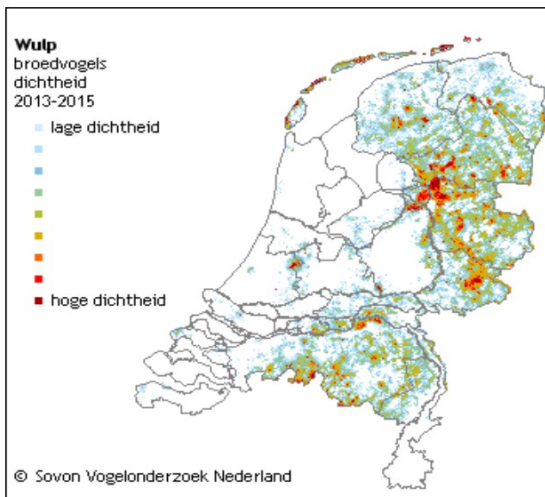 Wulp
broedvogels
dichtheid
2013-2015
lage dichtheid
hoge dichtheid
© Sovon Vogelonderzoek Nederland